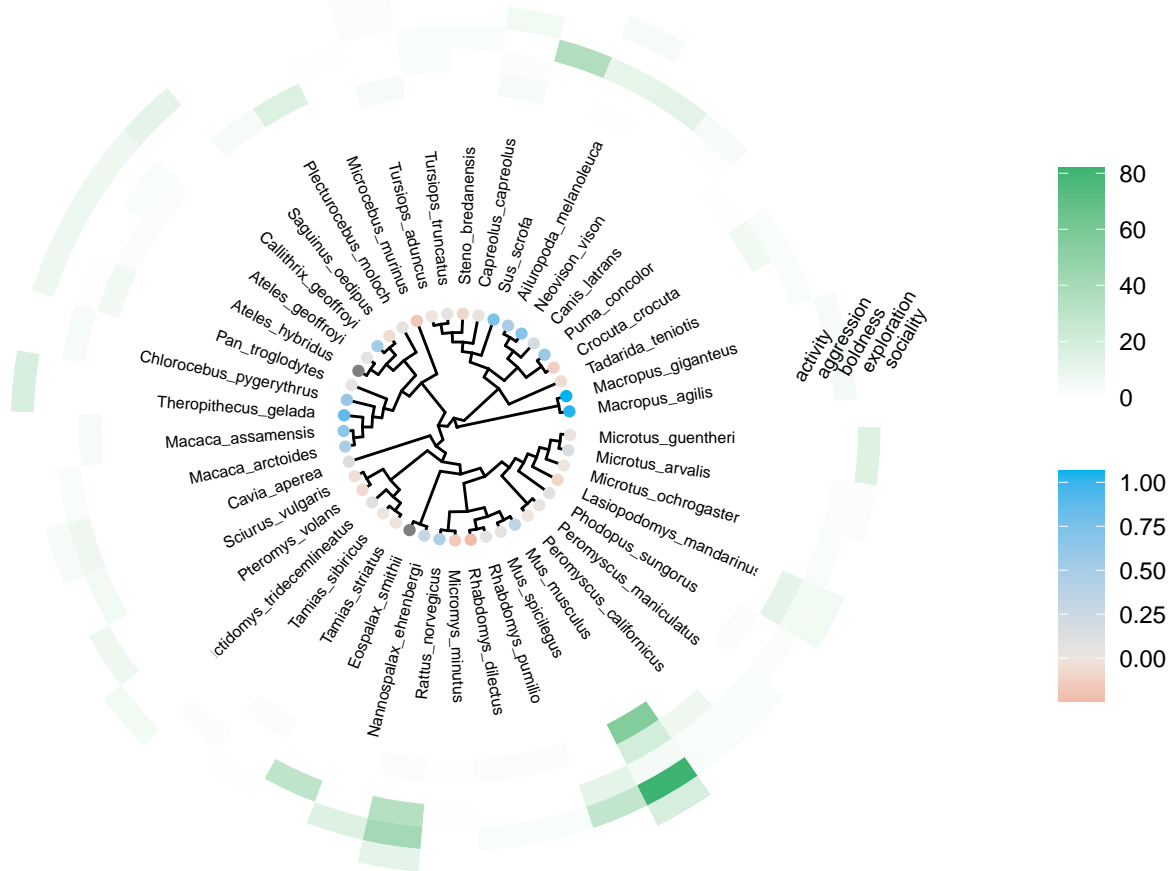 Plecturocebus_moloch
Microcebus_murinus
Tursiops_aduncus
Tursiops_truncatus
Steno_bredanensis
Capreolus_capreolus
Sus_scrofa
Ailuropoda_melanoleuca
Neovison_vison
Canis_latrans
Puma_concolor
Crocuta_crocuta
Tadarida_teniotis
Macropus_giganteus
Macropus_agilis
Microtus_guentheri
Microtus_arvalis
Microtus_ochrogaster
Lasiopodomys_mandarinus
Phodopus_sungorus
Peromyscus_maniculatus
Peromyscus_californicus
Mus_musculus
Mus_spicilegus
Rhabdomys_pumilio
Rhabdomys_dilectus
Micromys_minutus
Rattus_norvegicus
Nannospalax_ehrenbergi
Eospalax_smithii
Tamias_striatus
Tamias_sibiricus
ctidomys_tridecemlineatus
Pteromys_volans
Sciurus_vulgaris
Cavia_aperea
Macaca_arctoides
Macaca_assamensis
Theropithecus_gelada
Chlorocebus_pygerythrus
Pan_troglodytes
Ateles_hybridus
Ateles_geoffroyi
Callithrix_geoffroyi
Saguinus_oedipus
activity
aggression
boldness
exploration
sociality
80
60
40
20
0
1.00
0.75
0.50
0.25
0.00